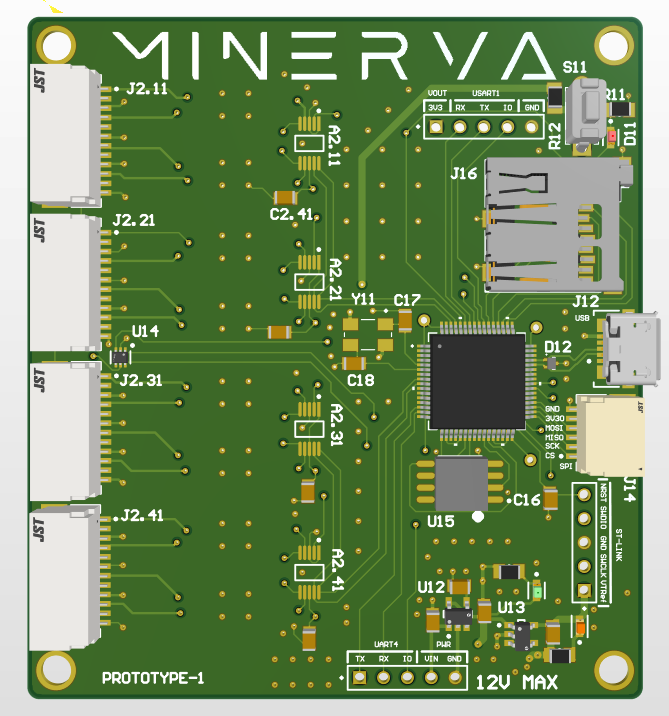 MINERVA
S11
JST
J2.11
VOUT USART1
3V3 RX TX IO GND
R11
R12
D11
A2.11
J16
C2.41
J2.21
JST
A2.21
Y11
C17
J12
USB
U14
D12
C18
J2.31
JST
A2.31
GND
3V3O
MOSI
MISO
SCK
CS
SPI
JST
J14
C16
U15
NRST SWDIO GND SWCLK VTRef
ST-LINK
J2.41
JST
A2.41
U12
U13
UART4 PWR
TX RX IO VIN GND
PROTOTYPE-1
12V MAX